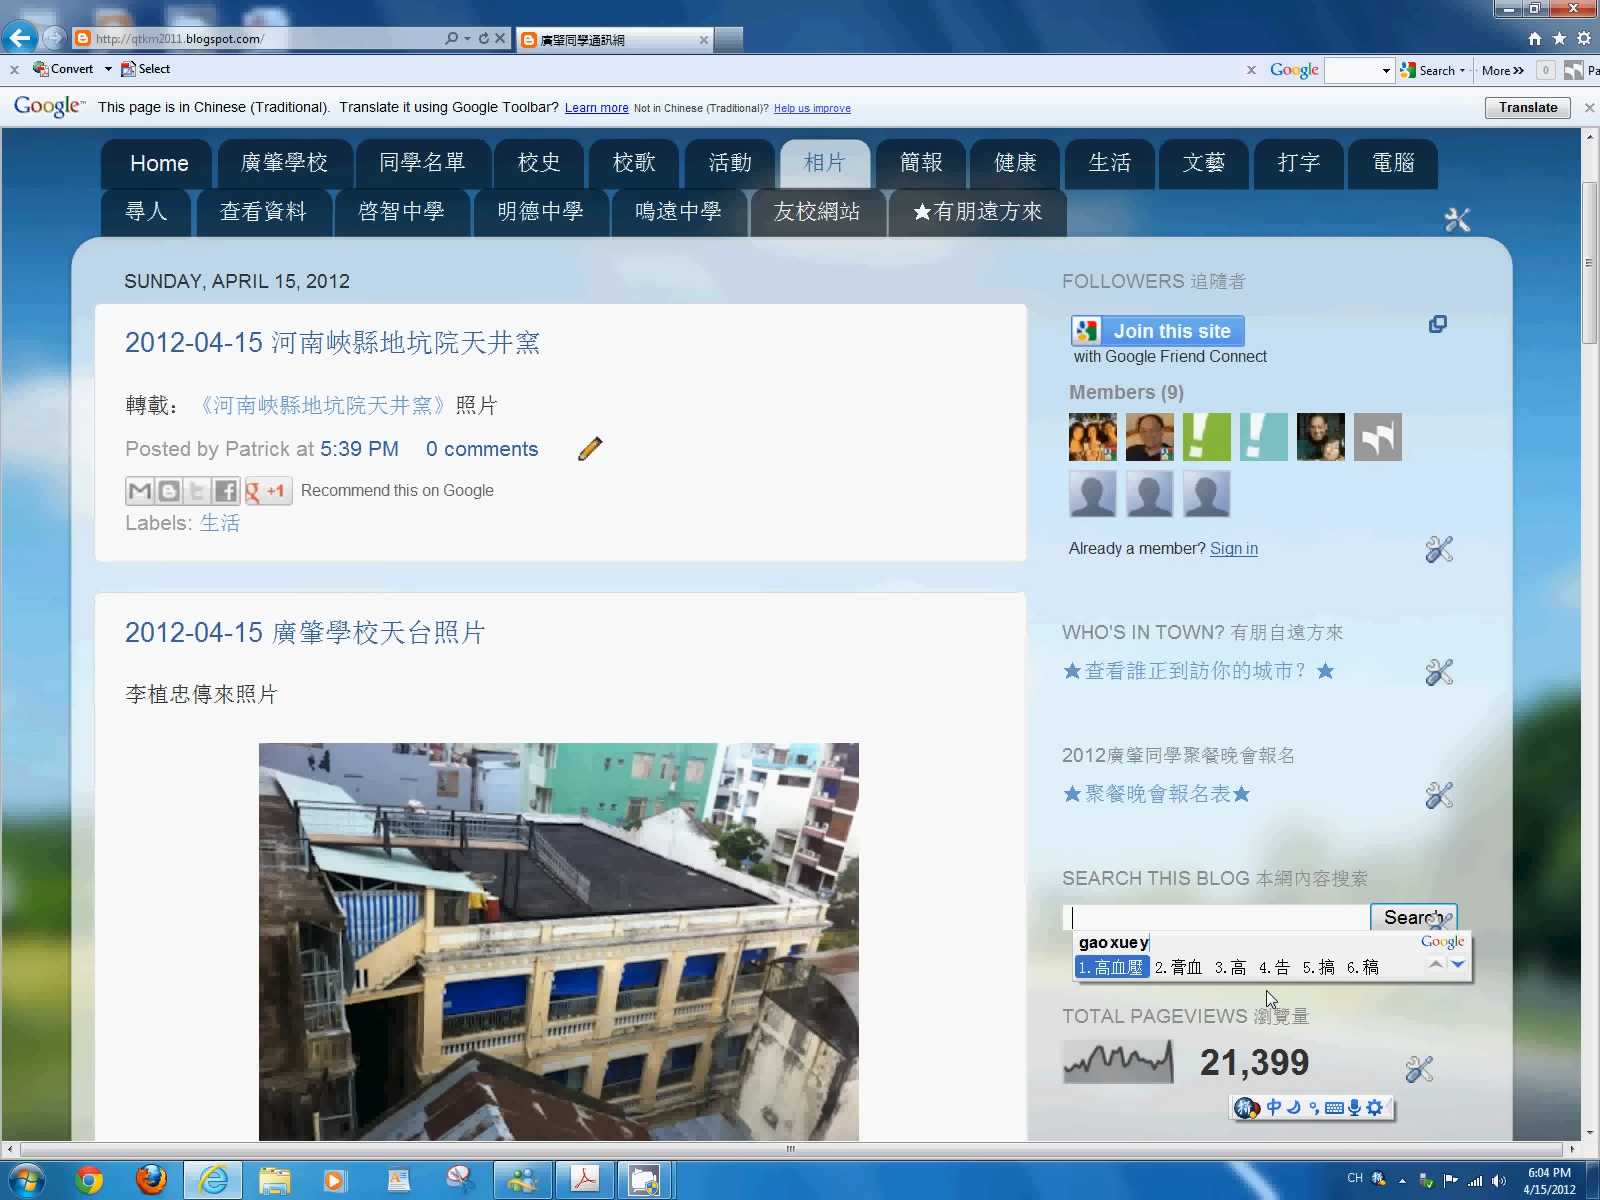 http://qtkm2011.blogspot.com/
廣肇同學通訊網
Convert
Select
Google
Search
More
0
Pa
Google This page is in Chinese (Traditional). Translate it using Google Toolbar? Learn more Not in Chinese (Traditional)? Help us improve
Translate
Home 廣肇學校 同學名單 校史 校歌 活動 相片 簡報 健康 生活 文藝 打字 電腦
尋人 查看資料 啓智中學 明德中學 鳴遠中學 友校網站 ★有朋遠方來
SUNDAY, APRIL 15, 2012
2012-04-15 河南峽縣地坑院天井窯
轉載：《河南峽縣地坑院天井窯》照片
Posted by Patrick at 5:39 PM 0 comments
g +1 Recommend this on Google
Labels: 生活
2012-04-15 廣肇學校天台照片
李植忠傳來照片
FOLLOWERS 追隨者
Join this site
with Google Friend Connect
Members (9)
Already a member? Sign in
WHO'S IN TOWN? 有朋自遠方來
★查看誰正到訪你的城市？★
2012廣肇同學聚餐晚會報名
★聚餐晚會報名表★
SEARCH THIS BLOG 本網內容搜索
Search
gao xue y
Google
1.高血壓 2.膏血 3.高 4.告 5.搞 6.稿
TOTAL PAGEVIEWS 瀏覽量
21,399
中
CH
6:04 PM
4/15/2012